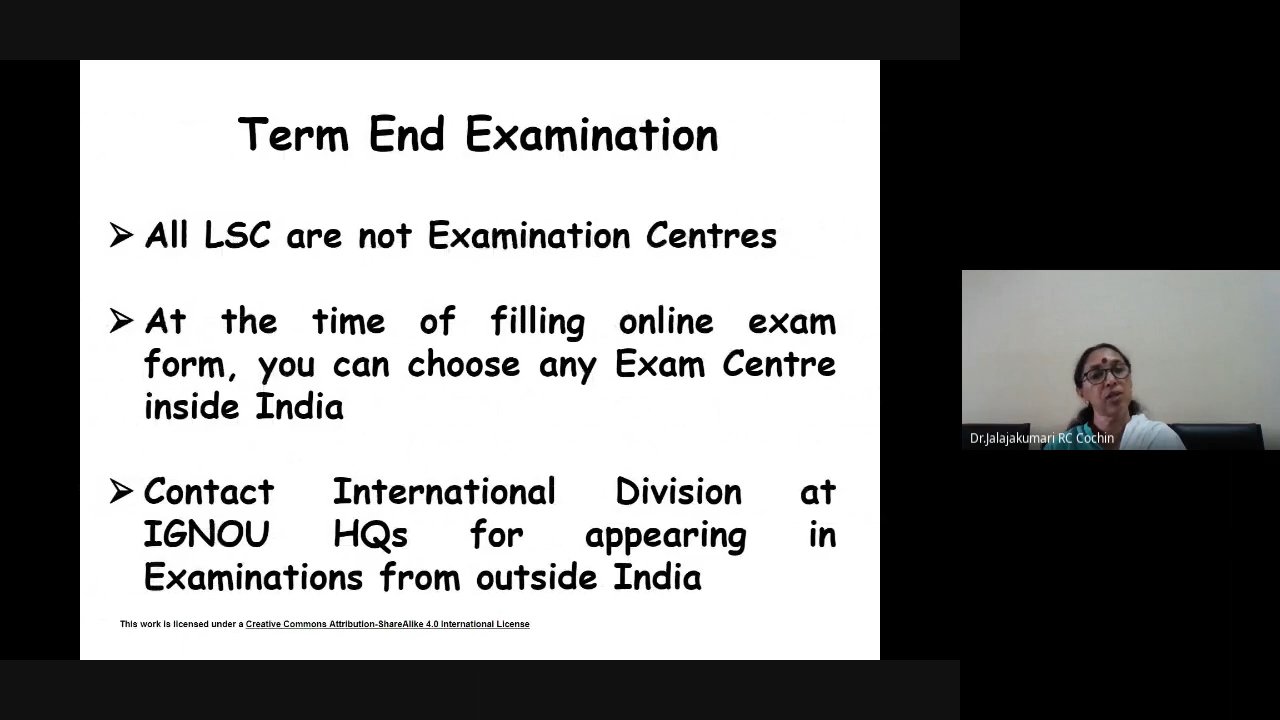 Term End Examination
➢ All LSC are not Examination Centres
➢ At the time of filling online exam
form, you can choose any Exam Centre
inside India
➢ Contact International Division at
IGNOU HQs for appearing in
Examinations from outside India
This work is licensed under a Creative Commons Attribution-ShareAlike 4.0 International License
Dr.Jalajakumari RC Cochin